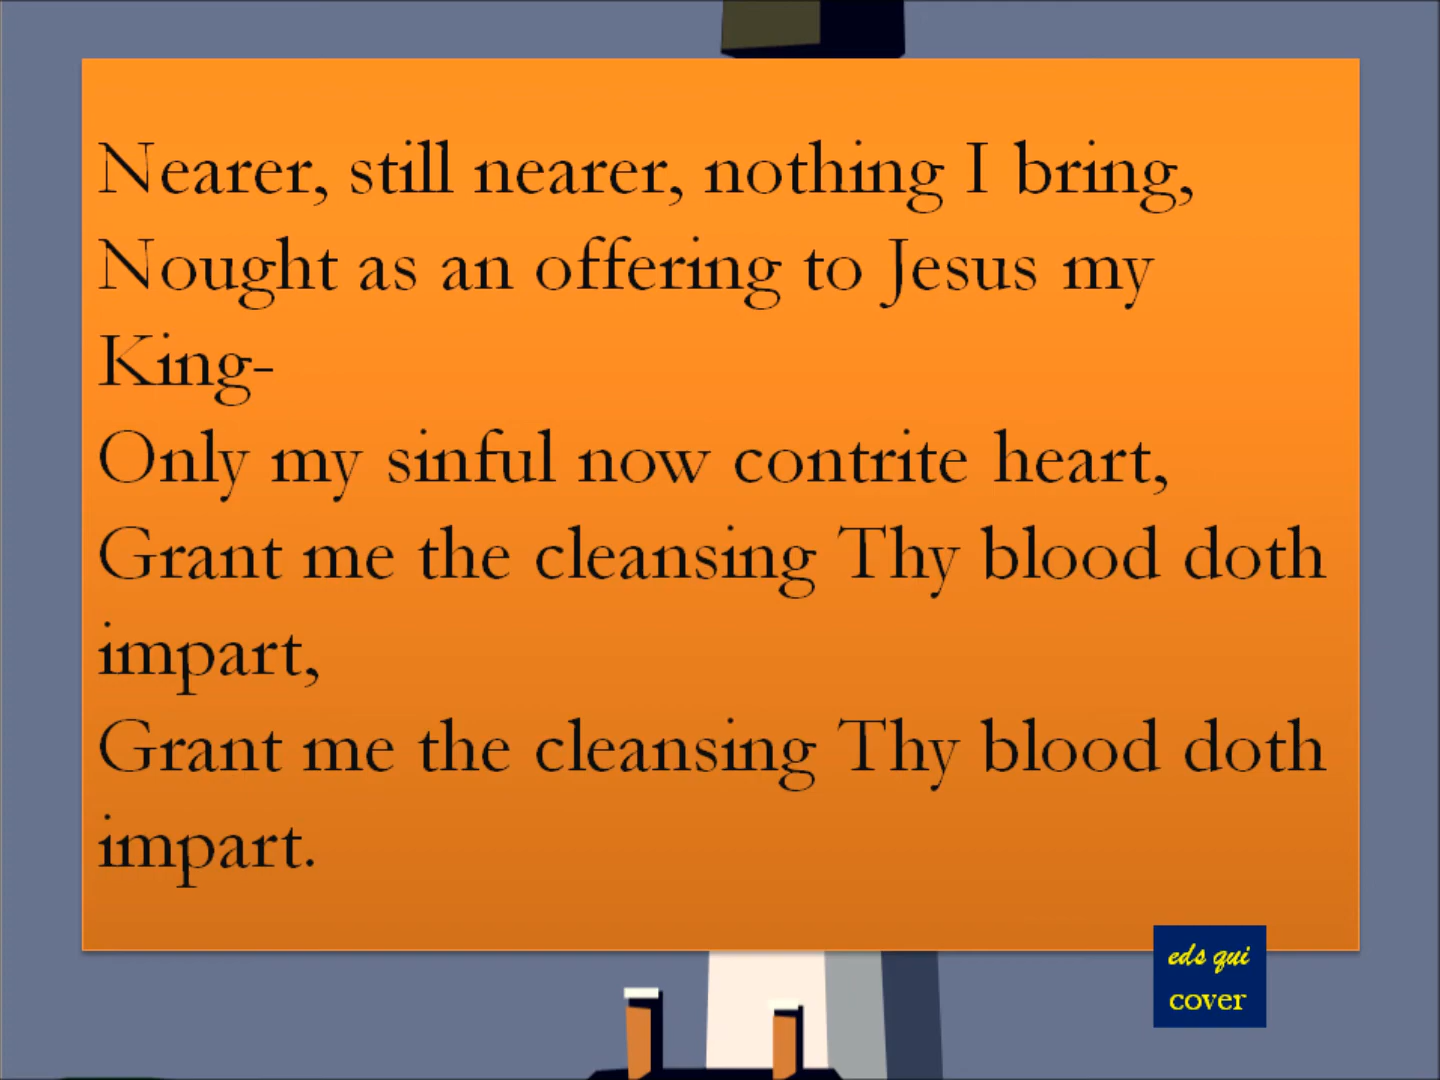 Nearer, still nearer, nothing I bring,
Nought as an offering to Jesus my
King-
Only my sinful now contrite heart,
Grant me the cleansing Thy blood doth
impart,
Grant me the cleansing Thy blood doth
impart.
eds qui
cover